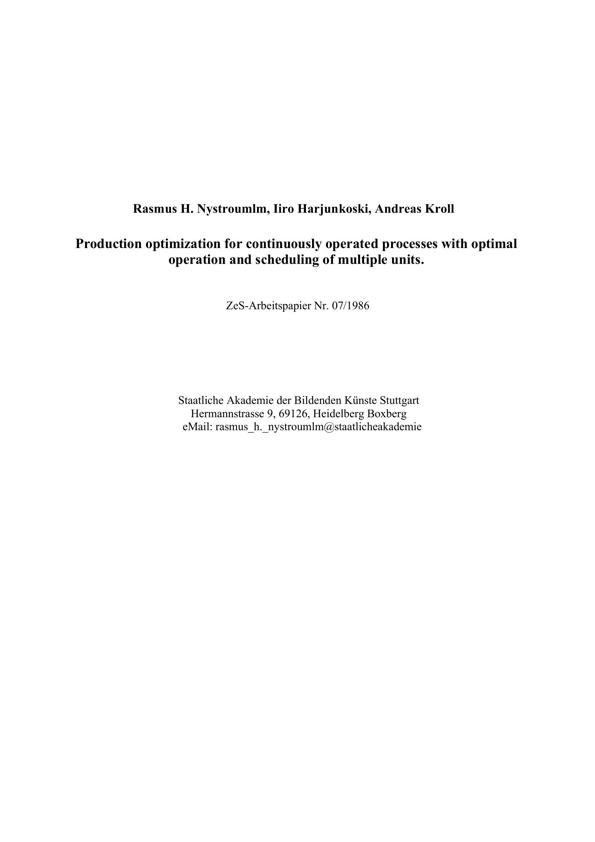 Rasmus H. Nystroumlm, Iiro Harjunkoski, Andreas Kroll
Production optimization for continuously operated processes with optimal
operation and scheduling of multiple units.
ZeS-Arbeitspapier Nr. 07/1986
Staatliche Akademie der Bildenden Künste Stuttgart
Hermannstrasse 9, 69126, Heidelberg Boxberg
eMail: rasmus_h._nystroumlm@staatlicheakademie